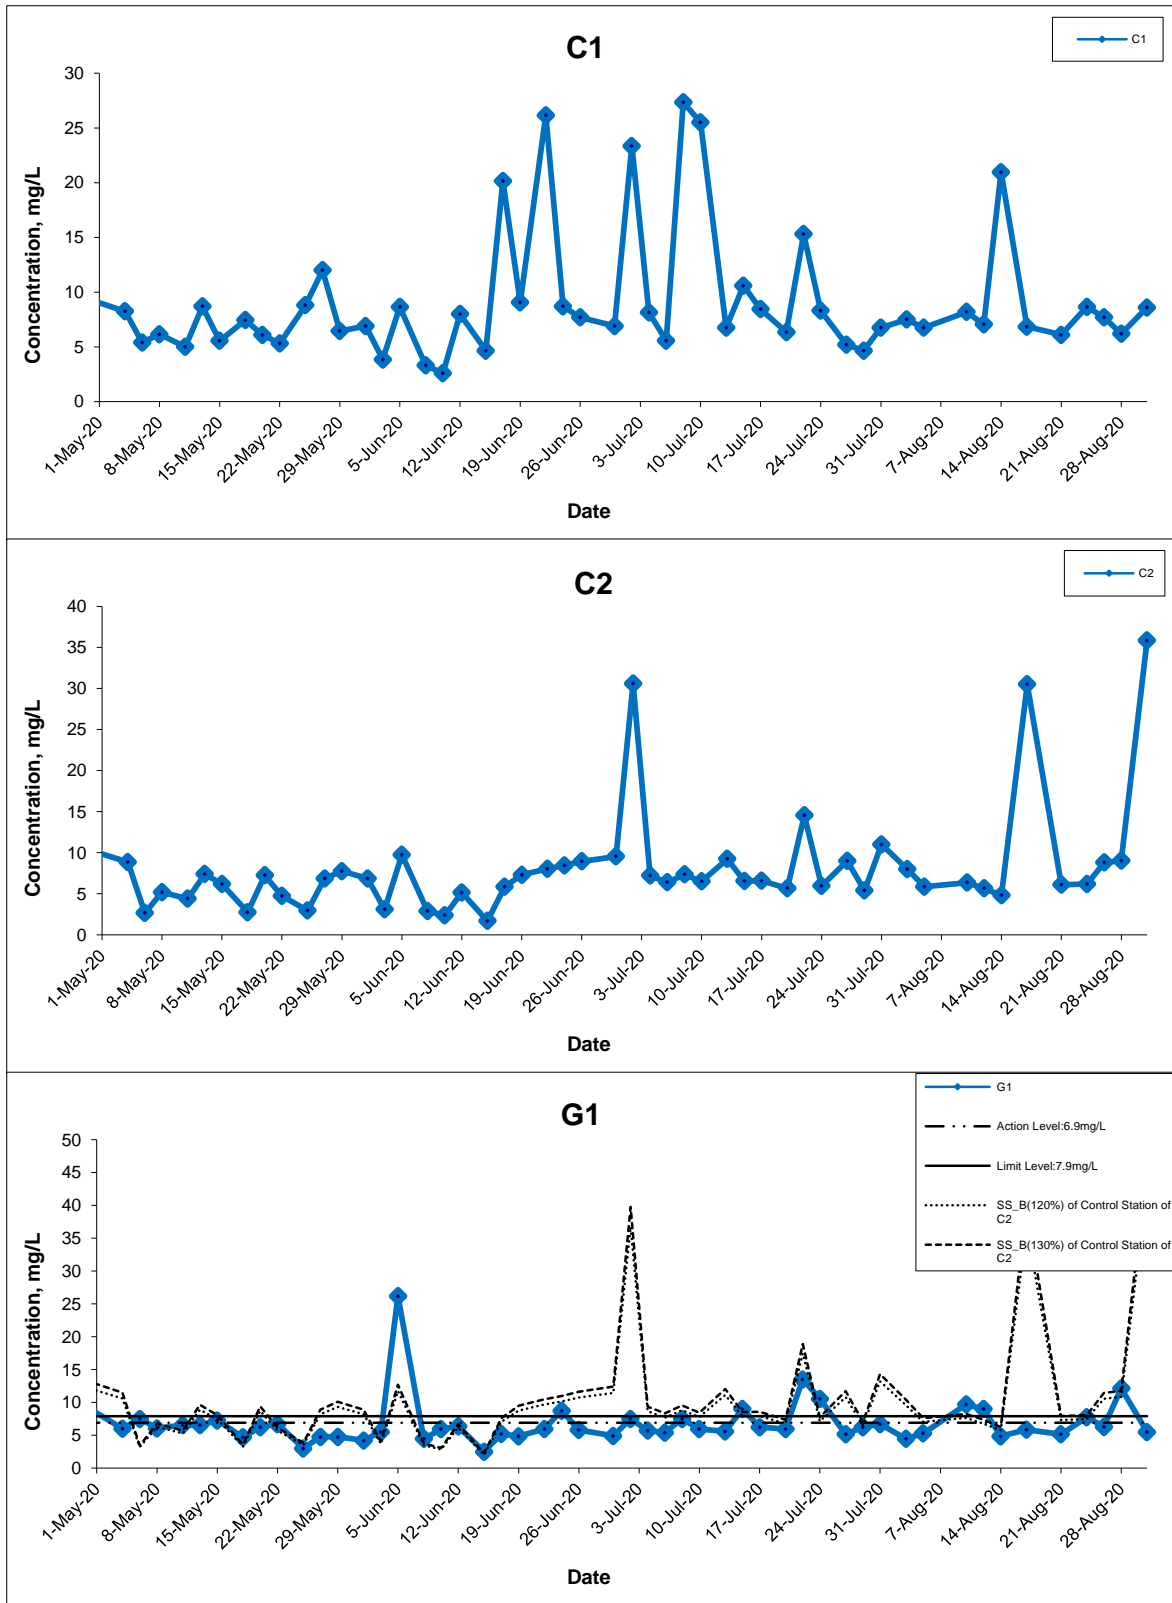 C1
C1
30
25
20
15
10
5
0
Concentration, mg/L
1-May-20
8-May-20
15-May-20
22-May-20
29-May-20
5-Jun-20
12-Jun-20
19-Jun-20
26-Jun-20
3-Jul-20
10-Jul-20
17-Jul-20
24-Jul-20
31-Jul-20
7-Aug-20
14-Aug-20
21-Aug-20
28-Aug-20
Date
C2
C2
40
35
30
25
20
15
10
5
0
Concentration, mg/L
1-May-20
8-May-20
15-May-20
22-May-20
29-May-20
5-Jun-20
12-Jun-20
19-Jun-20
26-Jun-20
3-Jul-20
10-Jul-20
17-Jul-20
24-Jul-20
31-Jul-20
7-Aug-20
14-Aug-20
21-Aug-20
28-Aug-20
Date
G1
G1
Action Level:6.9mg/L
Limit Level:7.9mg/L
SS_B(120%) of Control Station of
C2
SS_B(130%) of Control Station of
C2
50
45
40
35
30
25
20
15
10
5
0
Concentration, mg/L
1-May-20
8-May-20
15-May-20
22-May-20
29-May-20
5-Jun-20
12-Jun-20
19-Jun-20
26-Jun-20
3-Jul-20
10-Jul-20
17-Jul-20
24-Jul-20
31-Jul-20
7-Aug-20
14-Aug-20
21-Aug-20
28-Aug-20
Date